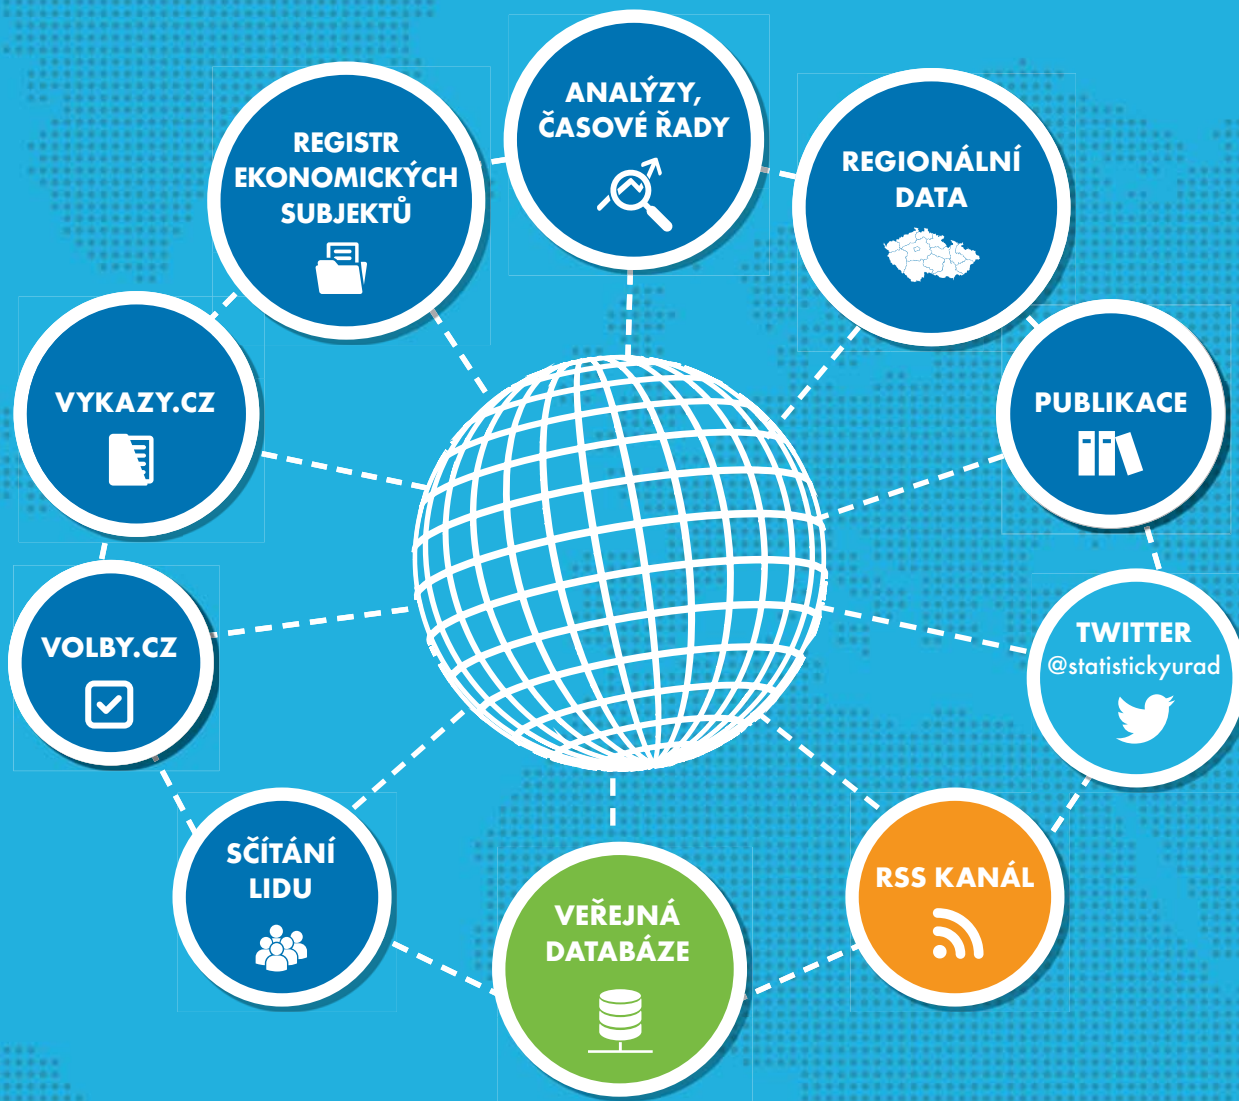 ANALÝZY,
ČASOVÉ ŘADY
REGISTR
EKONOMICKÝCH
SUBJEKTŮ
REGIONÁLNÍ
DATA
VYKAZY.CZ
PUBLIKACE
VOLBY.CZ
TWITTER
@statistickyurad
SČÍTÁNÍ
LIDU
VEŘEJNÁ
DATABÁZE
RSS KANÁL